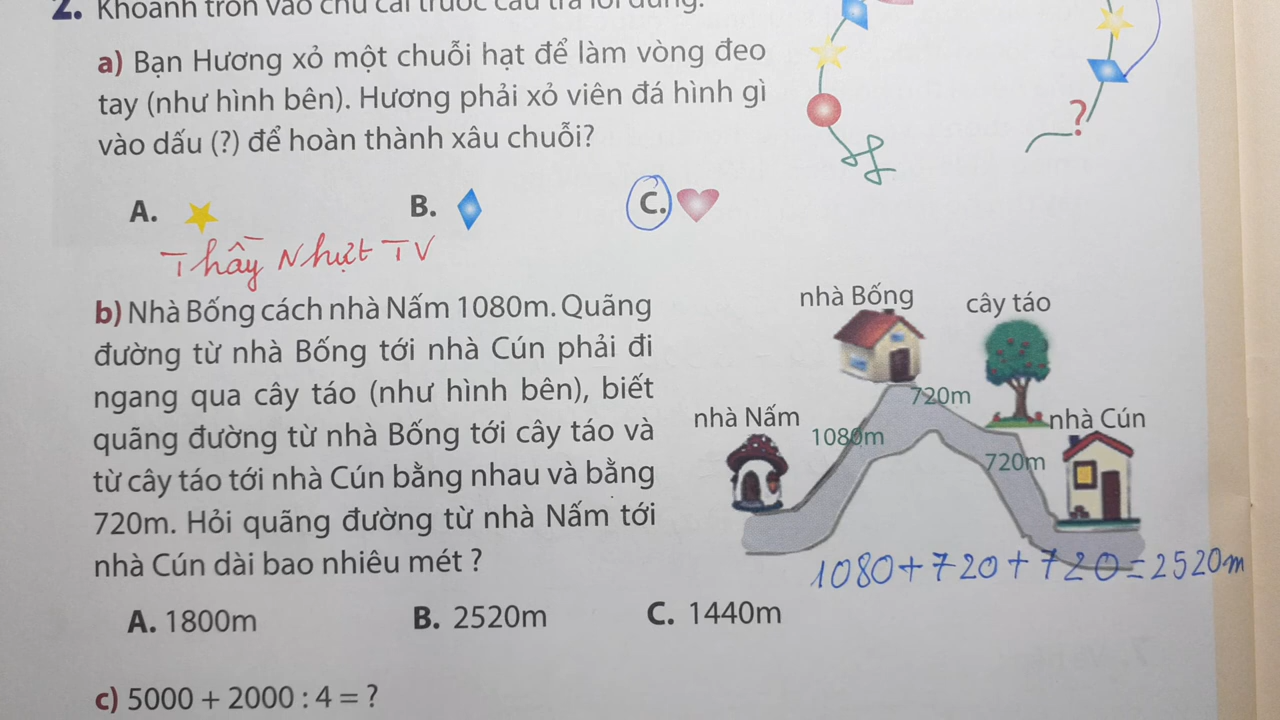 2. Khoanh tròn vào chữ cái trước câu trả lời đúng.
a) Bạn Hương xỏ một chuỗi hạt để làm vòng đeo
tay (như hình bên). Hương phải xỏ viên đá hình gì
vào dấu (?) để hoàn thành xâu chuỗi?
?
A.
B.
C.
Thầy Nhựt TV
b) Nhà Bống cách nhà Nấm 1080m. Quãng
đường từ nhà Bống tới nhà Cún phải đi
ngang qua cây táo (như hình bên), biết
quãng đường từ nhà Bống tới cây táo và
từ cây táo tới nhà Cún bằng nhau và bằng
720m. Hỏi quãng đường từ nhà Nấm tới
nhà Cún dài bao nhiêu mét ?
nhà Bống
cây táo
720m
nhà Nấm
nhà Cún
1080m
720m
1080+720+720=2520m
A. 1800m
B. 2520m
C. 1440m
c) 5000 + 2000 : 4 = ?